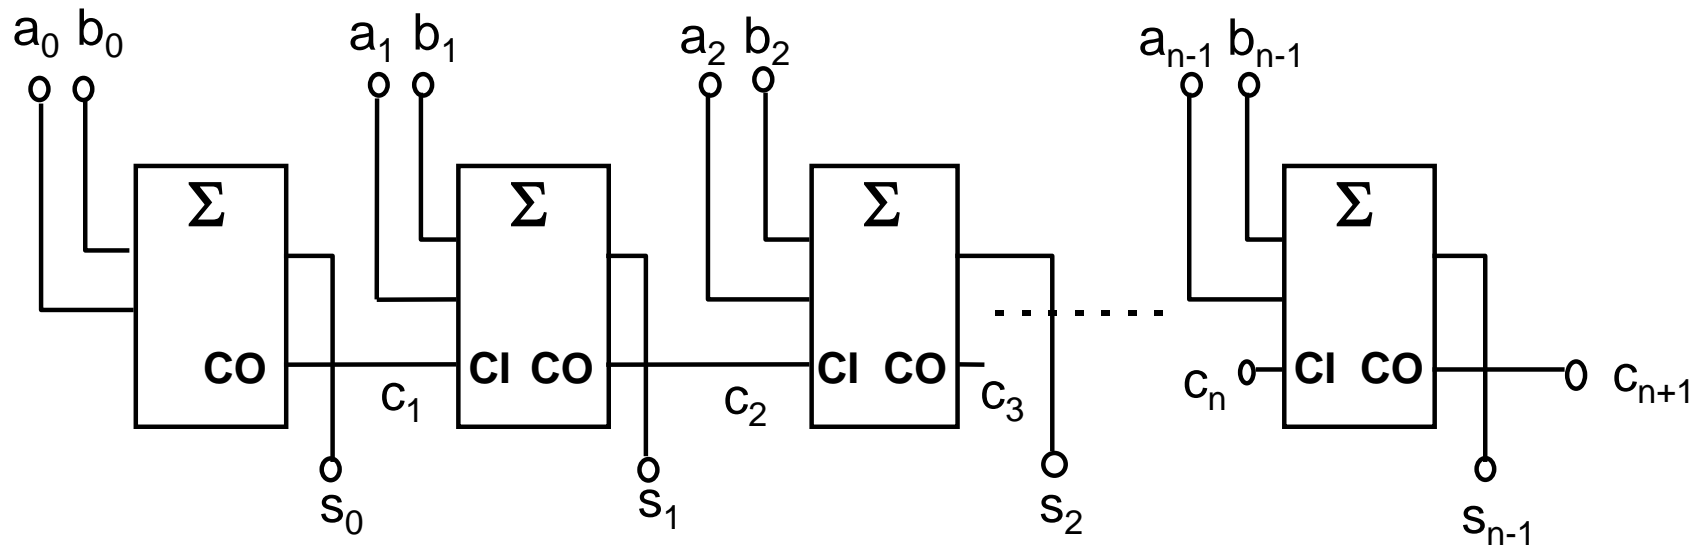 a0 b0 a1 b1 a2 b2 an-1 bn-1
Σ Σ Σ Σ
CO CI CO CI CO CI CO
c1 c2 c3 cn cn+1
s0 s1 s2 sn-1